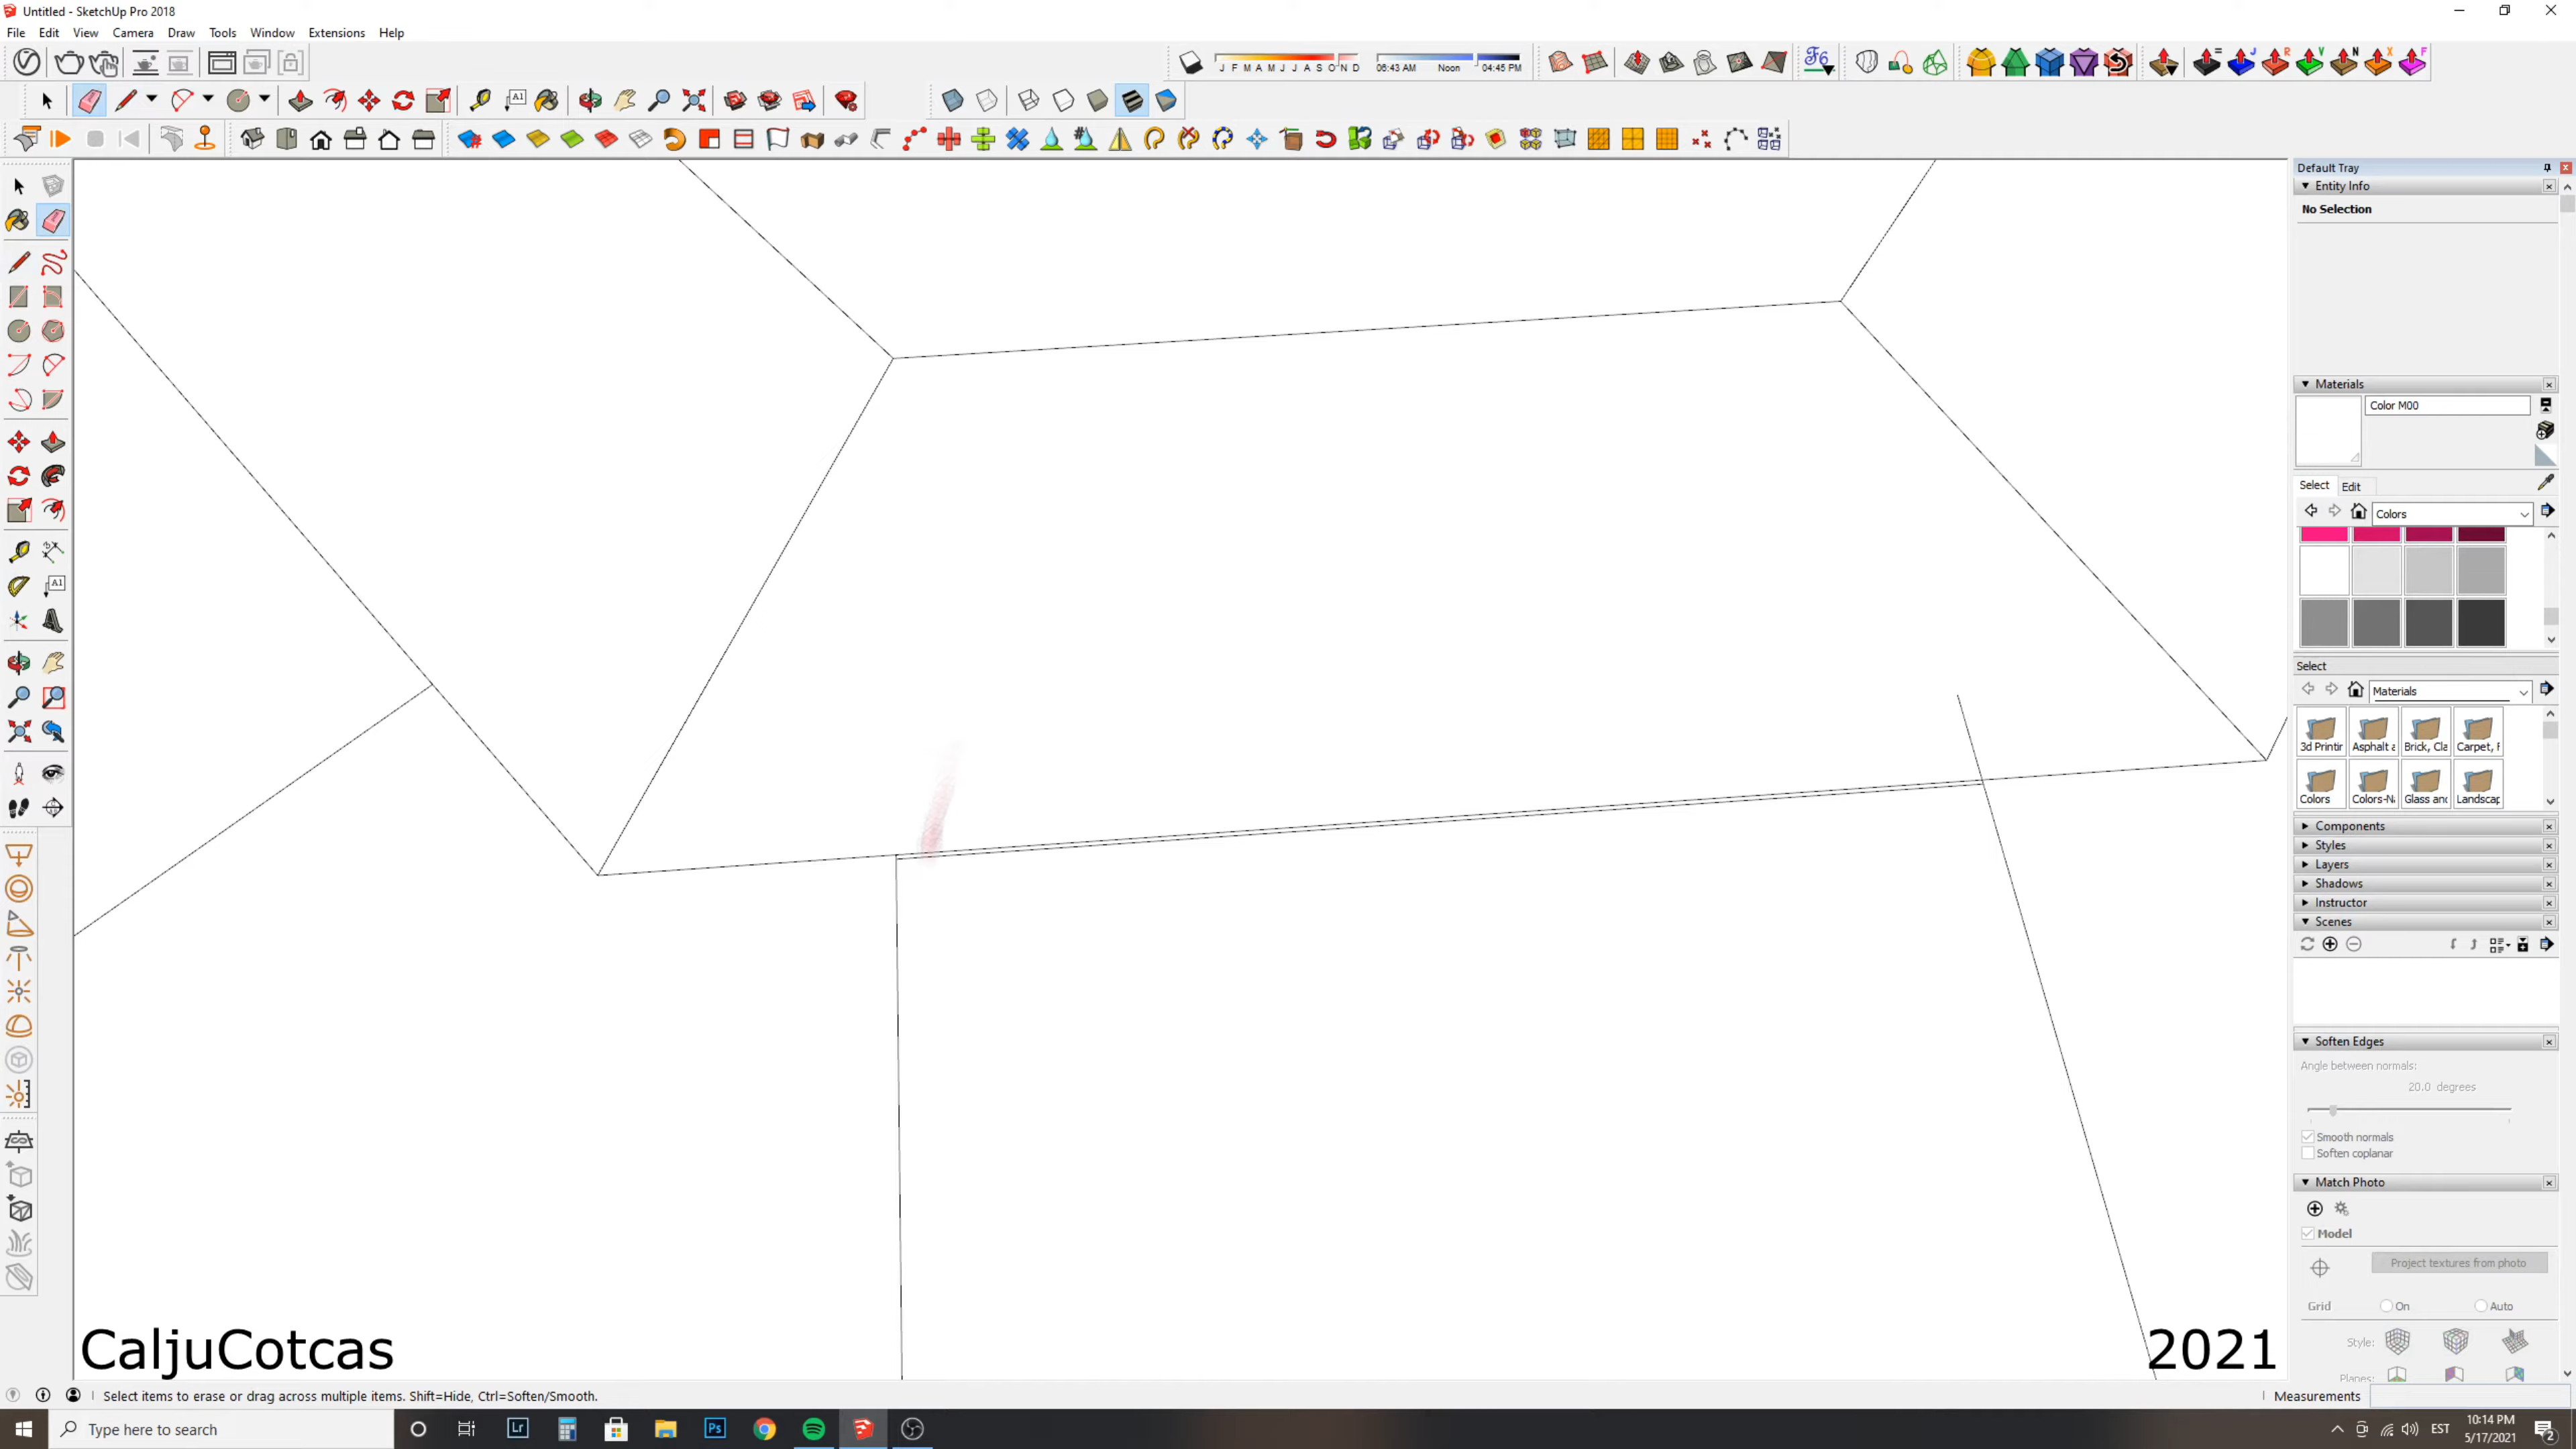 Untitled - SketchUp Pro 2018
File Edit View Camera Draw Tools Window Extensions Help
J F M A M J J A S O N D
06:43 AM Noon 04:45 PM
Default Tray
Entity Info
No Selection
Materials
Color M00
Select Edit
Colors
Select
Materials
3d Printir Asphalt a Brick, Cla Carpet, F
Colors Colors-N Glass and Landscap
Components
Styles
Layers
Shadows
Instructor
Scenes
Soften Edges
Angle between normals:
20.0 degrees
Smooth normals
Soften coplanar
Match Photo
Model
Project textures from photo
Grid On Auto
Style:
Planes:
CaljuCotcas
2021
Select items to erase or drag across multiple items. Shift=Hide, Ctrl=Soften/Smooth.
Measurements
Type here to search
Lr
Ps
EST
10:14 PM
5/17/2021
2